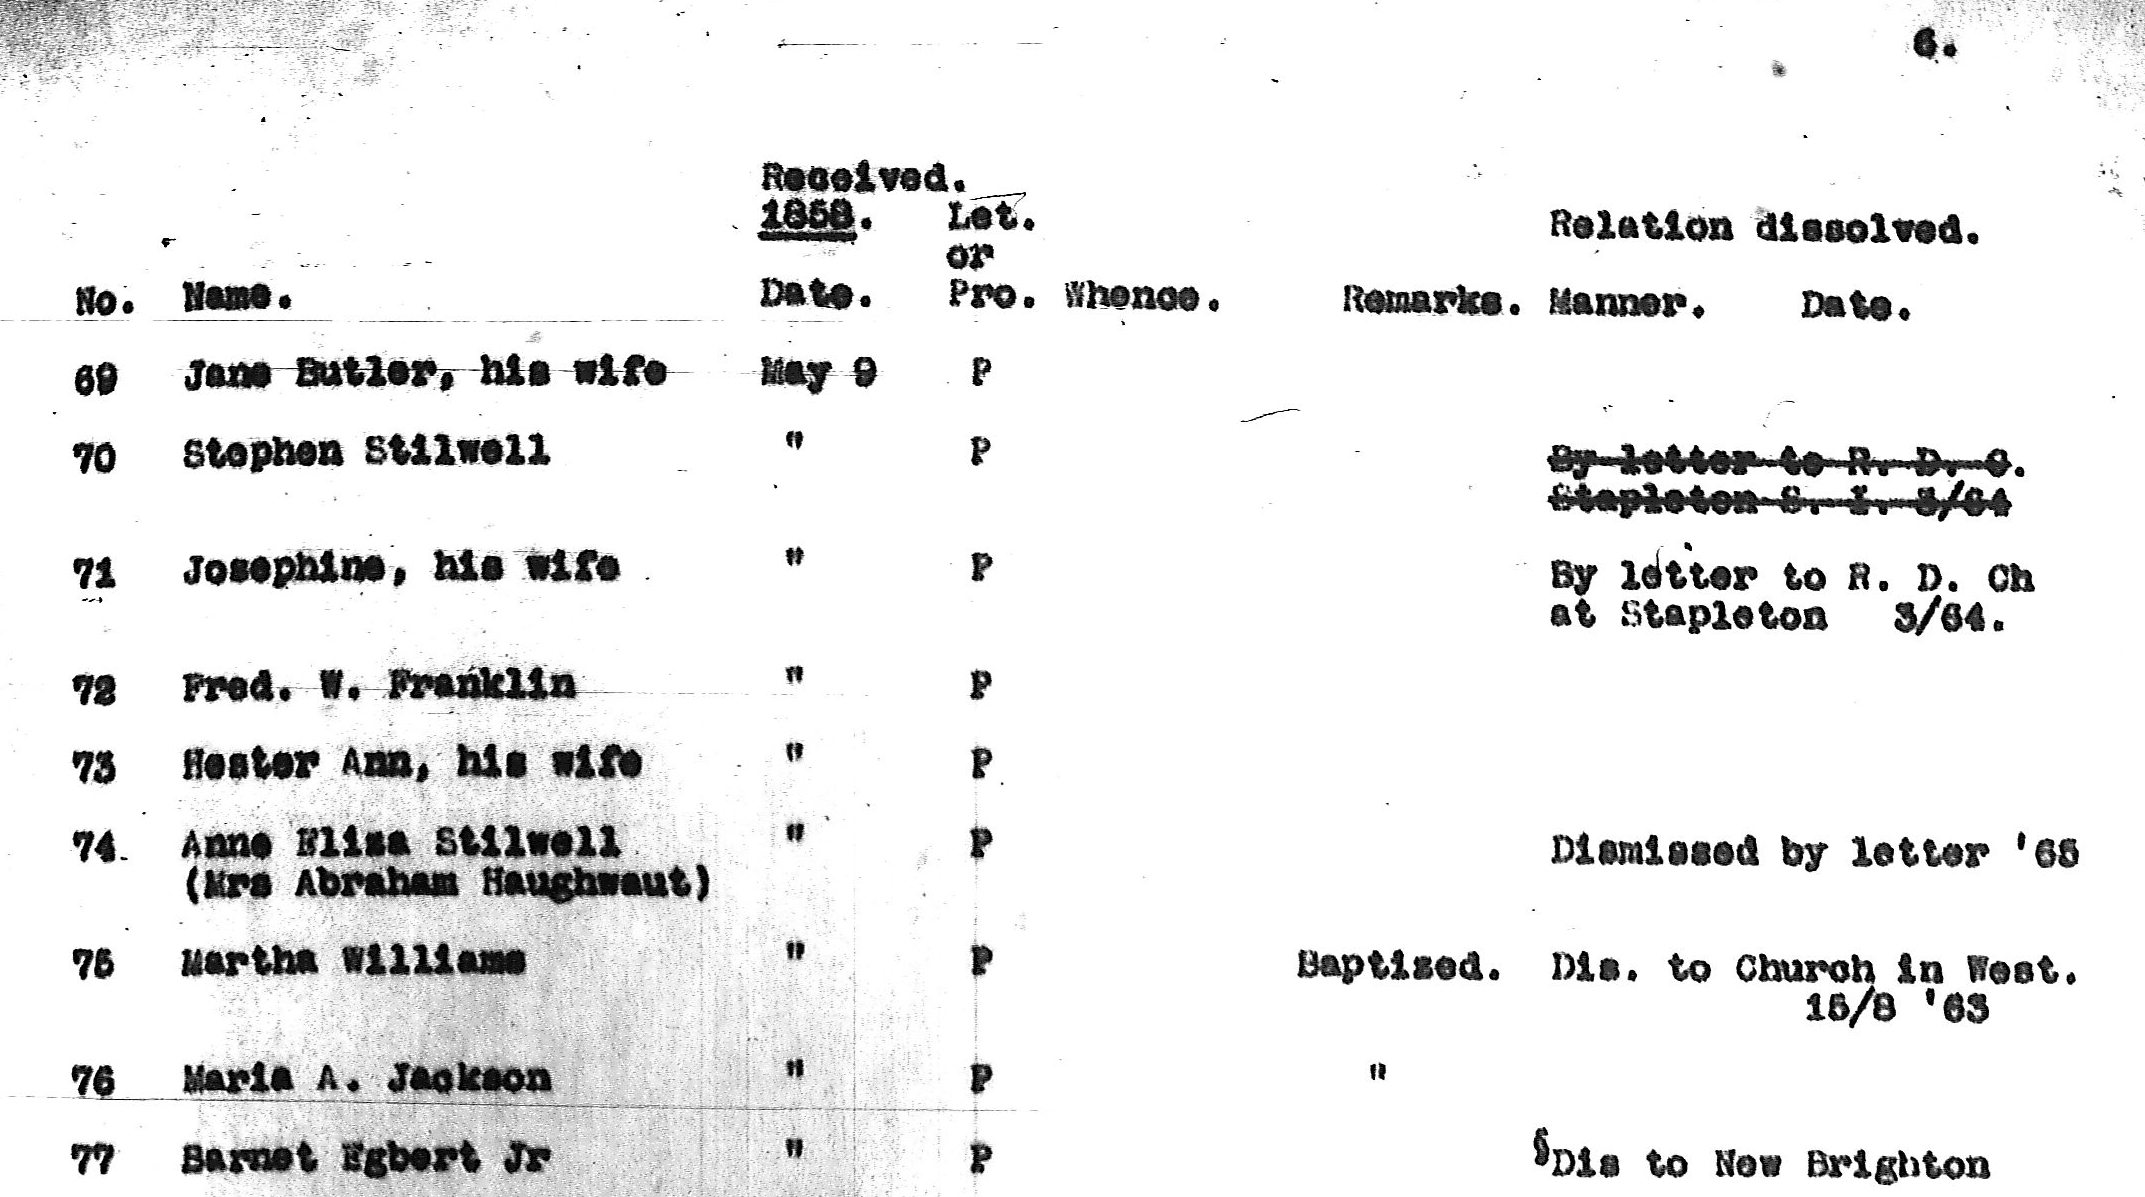 6.
Received.
1858. Let.
or
Relation dissolved.
No. Name. Date. Pro. Whence. Remarks. Manner. Date.
69 Jane Butler, his wife May 9 P
70 Stephen Stilwell " P By letter to R. D. C.
Stapleton S. I. 3/64
71 Josephine, his wife " P By letter to R. D. Ch
at Stapleton 3/64.
72 Fred. W. Franklin " P
73 Hester Ann, his wife " P
74 Anne Eliza Stilwell " P Dismissed by letter '65
(Mrs Abraham Haughwaut)
75 Martha Williams " P Baptized. Dis. to Church in West.
15/8 '63
76 Maria A. Jackson " P "
77 Barnet Egbert Jr " P §Dis to New Brighton